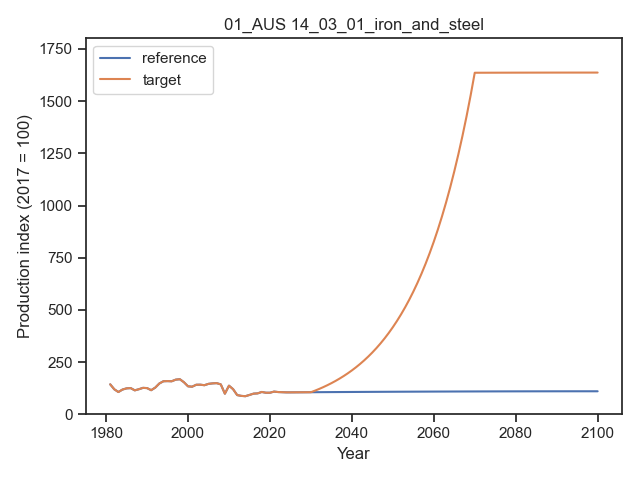 01_AUS 14_03_01_iron_and_steel
reference
target
Production index (2017 = 100)
1750
1500
1250
1000
750
500
250
0
1980 2000 2020 2040 2060 2080 2100
Year